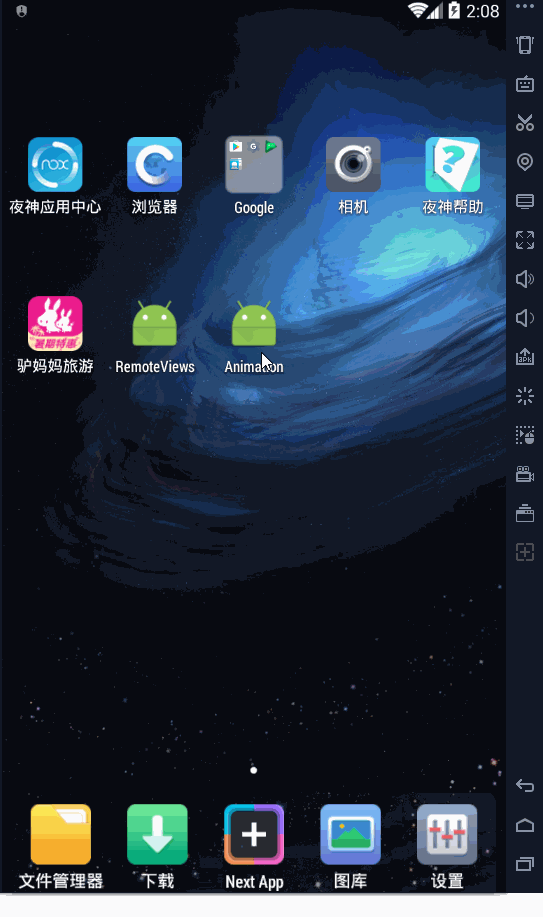 2:08
nox
夜神应用中心
浏览器
Google
相机
夜神帮助
暑期特惠
驴妈妈旅游
RemoteViews
Animation
文件管理器
下载
Next App
图库
设置